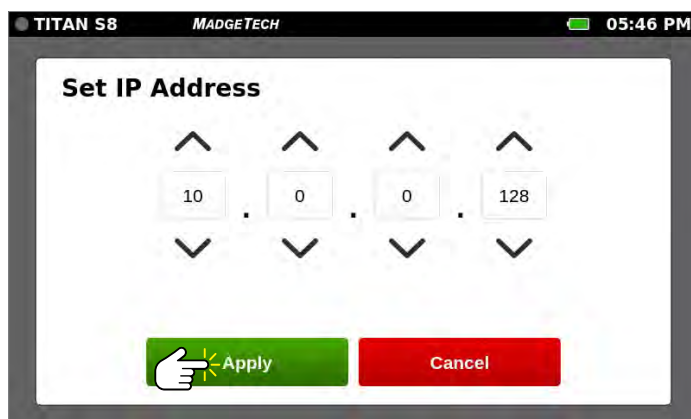 TITAN S8 MADGETECH 05:46 PM
Set IP Address
10 . 0 . 0 . 128
Apply Cancel